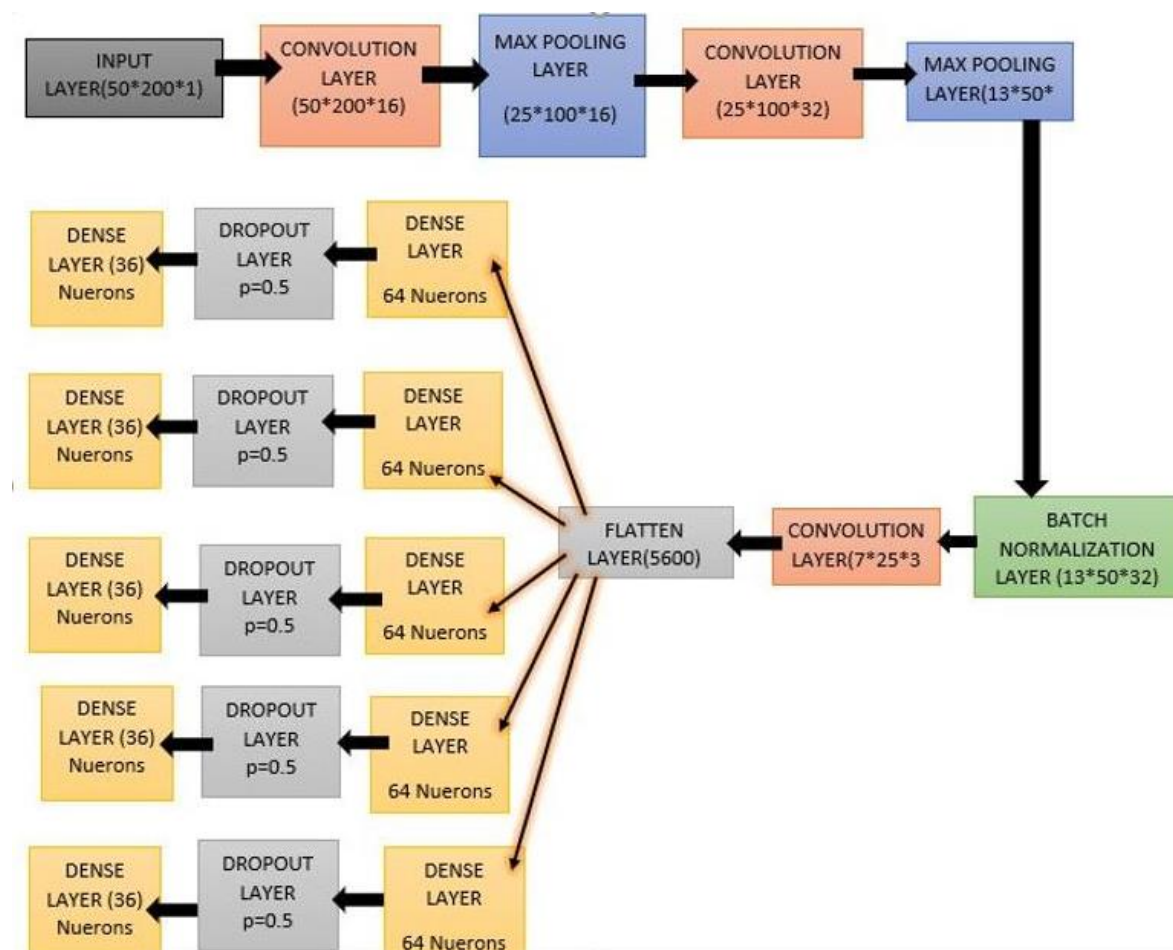 INPUT
LAYER(50*200*1)
CONVOLUTION
LAYER
(50*200*16)
MAX POOLING
LAYER
(25*100*16)
CONVOLUTION
LAYER
(25*100*32)
MAX POOLING
LAYER(13*50*
BATCH
NORMALIZATION
LAYER (13*50*32)
CONVOLUTION
LAYER(7*25*3
FLATTEN
LAYER(5600)
DENSE
LAYER
64 Nuerons
DROPOUT
LAYER
p=0.5
DENSE
LAYER (36)
Nuerons
DENSE
LAYER
64 Nuerons
DROPOUT
LAYER
p=0.5
DENSE
LAYER (36)
Nuerons
DENSE
LAYER
64 Nuerons
DROPOUT
LAYER
p=0.5
DENSE
LAYER (36)
Nuerons
DENSE
LAYER
64 Nuerons
DROPOUT
LAYER
p=0.5
DENSE
LAYER (36)
Nuerons
DENSE
LAYER
64 Nuerons
DROPOUT
LAYER
p=0.5
DENSE
LAYER (36)
Nuerons